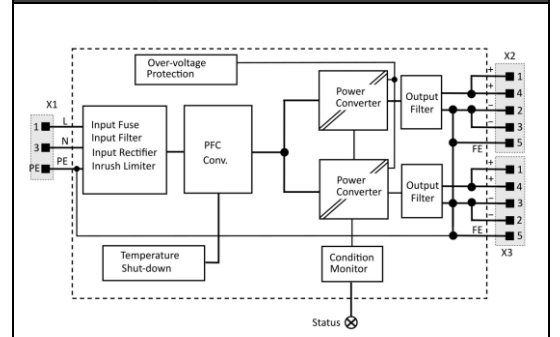 Over-voltage
Protection
X1
1
L
3
N
PE
PE
Input Fuse
Input Filter
Input Rectifier
Inrush Limiter
PFC
Conv.
Power
Converter
Output
Filter
Power
Converter
Output
Filter
Temperature
Shut-down
Condition
Monitor
Status
X2
+ 1
+ 4
− 2
− 3
FE 5
+ 1
+ 4
− 3
− 2
FE 5
X3